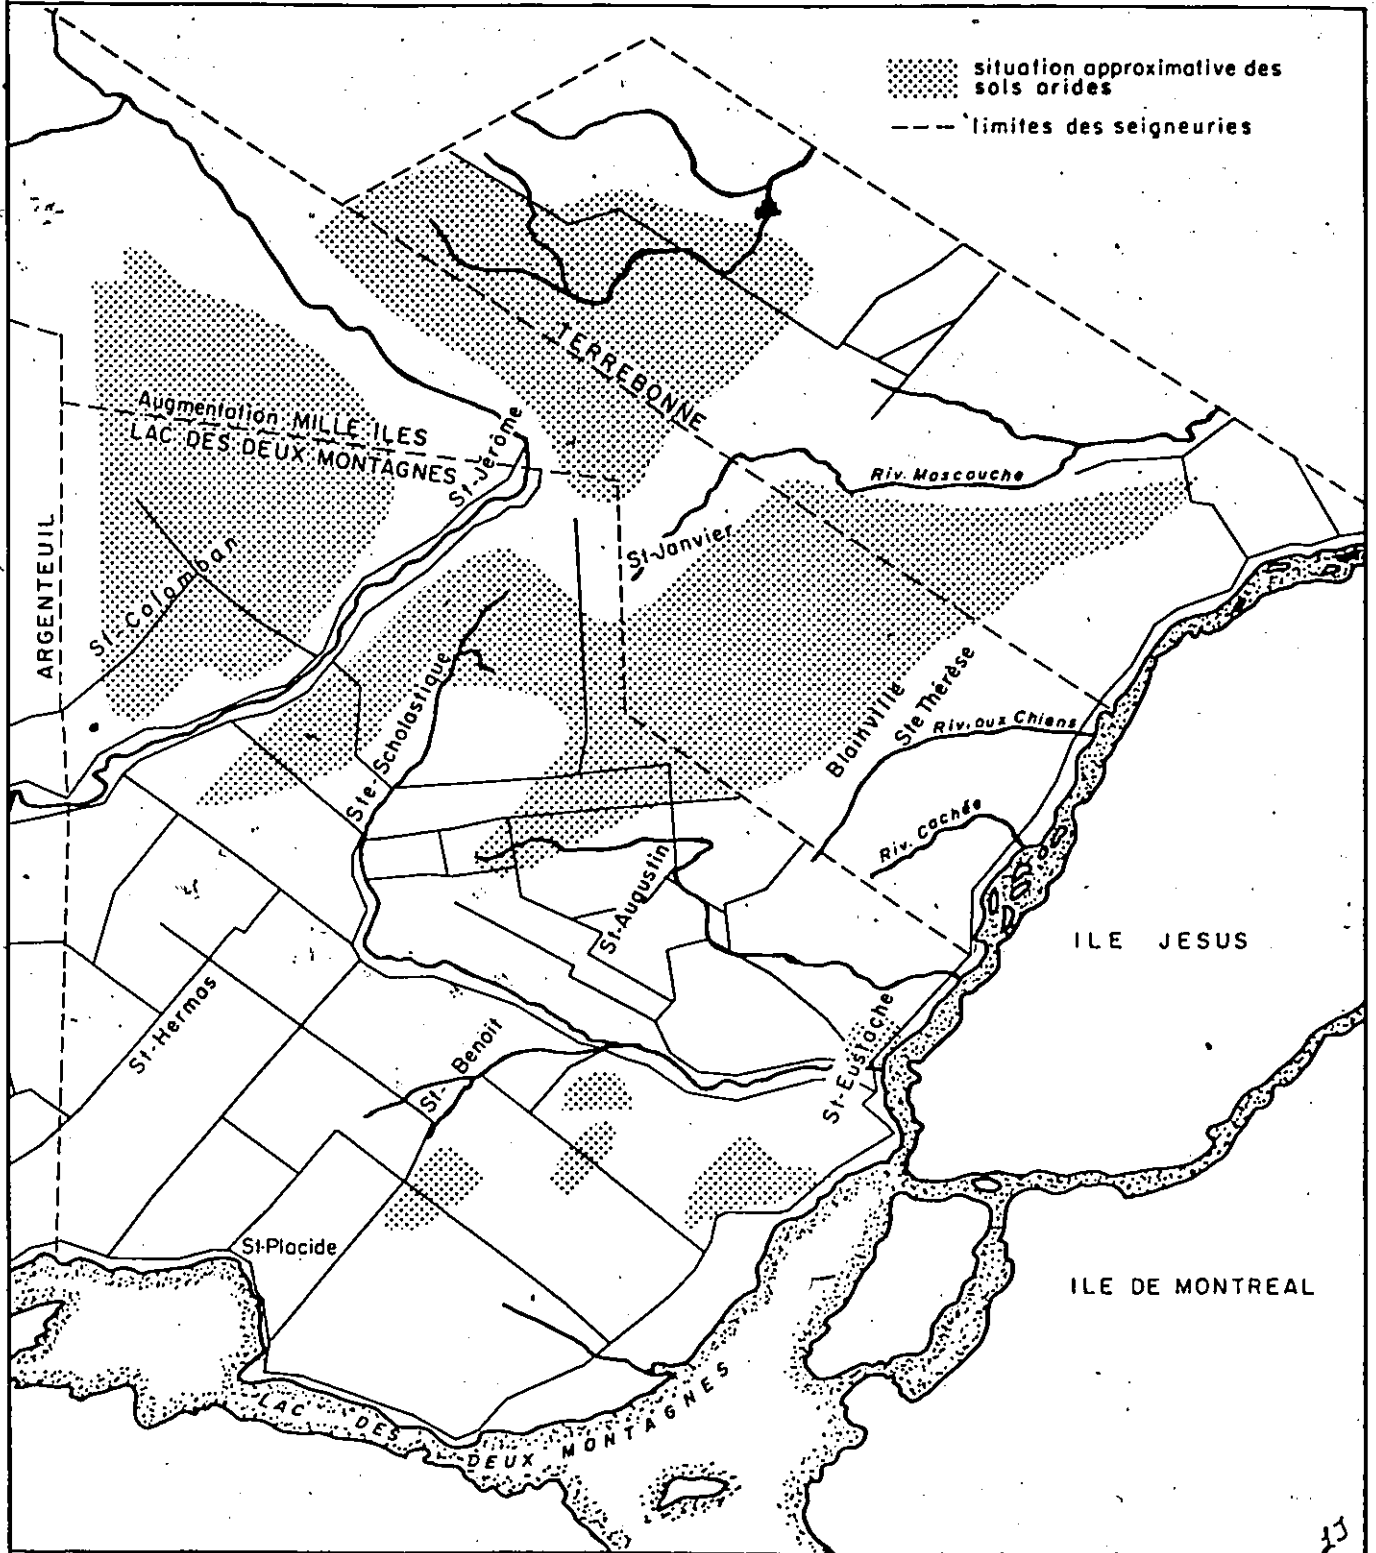 situation approximative des
sols arides
limites des seigneuries
TERREBONNE
Augmentation MILLE ILES
LAC DES DEUX MONTAGNES
St-Jérôme
Riv. Mascouche
St-Janvier
ARGENTEUIL
St-Colomban
Ste-Scholastique
Blainville
Ste Thérèse
Riv. aux Chiens
Riv. Cachée
St-Augustin
ILE JESUS
St-Hermas
St-Benoit
St-Eustache
St-Placide
ILE DE MONTREAL
LAC DES DEUX MONTAGNES